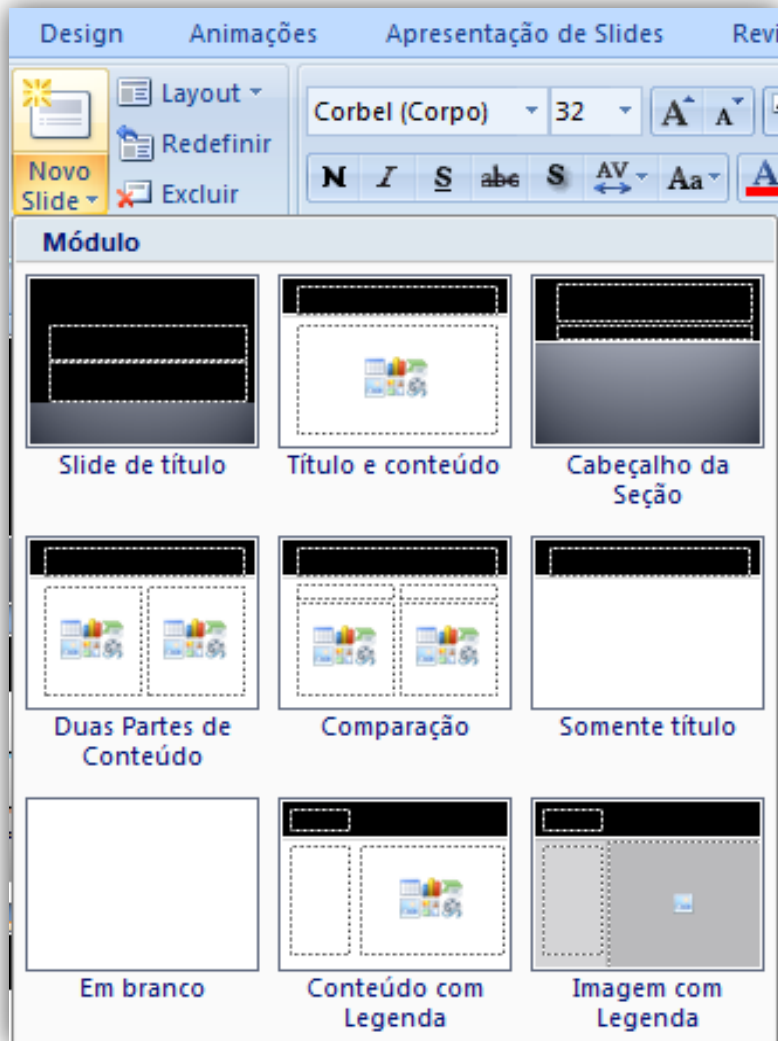 Design Animações Apresentação de Slides Revi
Layout
Corbel (Corpo) 32 A A
Redefinir
Novo
Slide
Excluir
N I S abc S AV Aa A
Módulo
Slide de título Título e conteúdo Cabeçalho da
Seção
Duas Partes de Comparação Somente título
Conteúdo
Em branco Conteúdo com Imagem com
Legenda Legenda